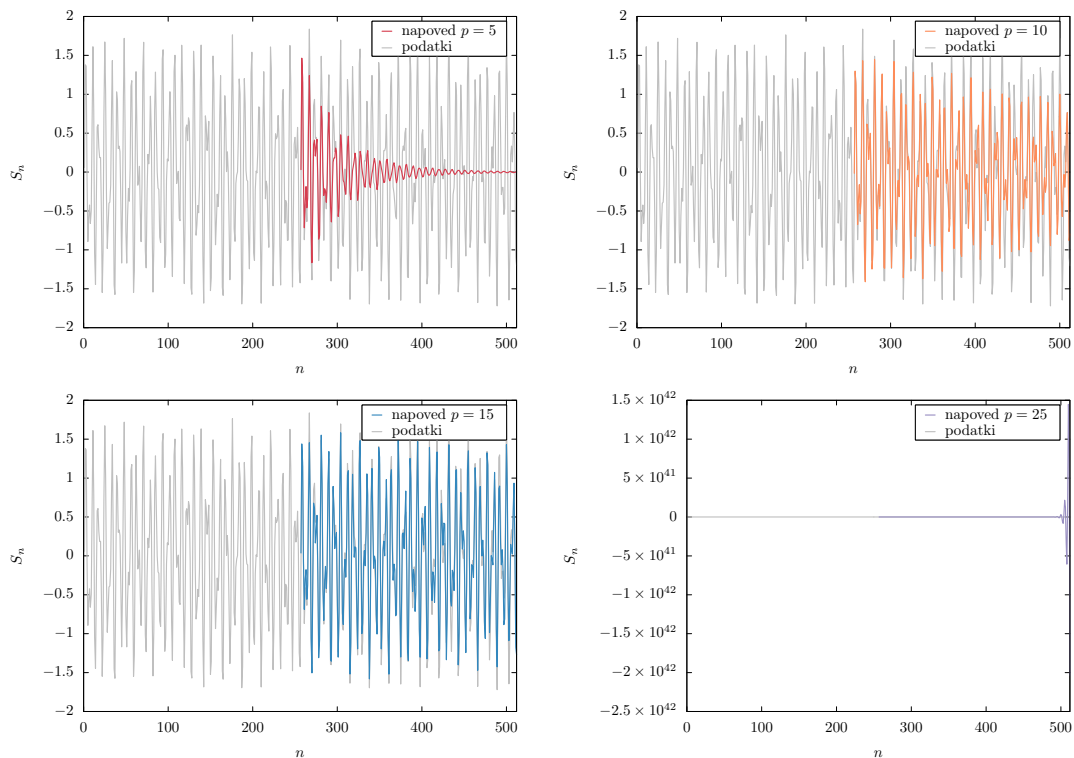 2
1.5
1
0.5
0
−0.5
−1
−1.5
−2
S_n
0 100 200 300 400 500
n
napoved p = 5
podatki
2
1.5
1
0.5
0
−0.5
−1
−1.5
−2
S_n
0 100 200 300 400 500
n
napoved p = 10
podatki
2
1.5
1
0.5
0
−0.5
−1
−1.5
−2
S_n
0 100 200 300 400 500
n
napoved p = 15
podatki
1.5 × 10^42
1 × 10^42
5 × 10^41
0
−5 × 10^41
−1 × 10^42
−1.5 × 10^42
−2 × 10^42
−2.5 × 10^42
S_n
0 100 200 300 400 500
n
napoved p = 25
podatki